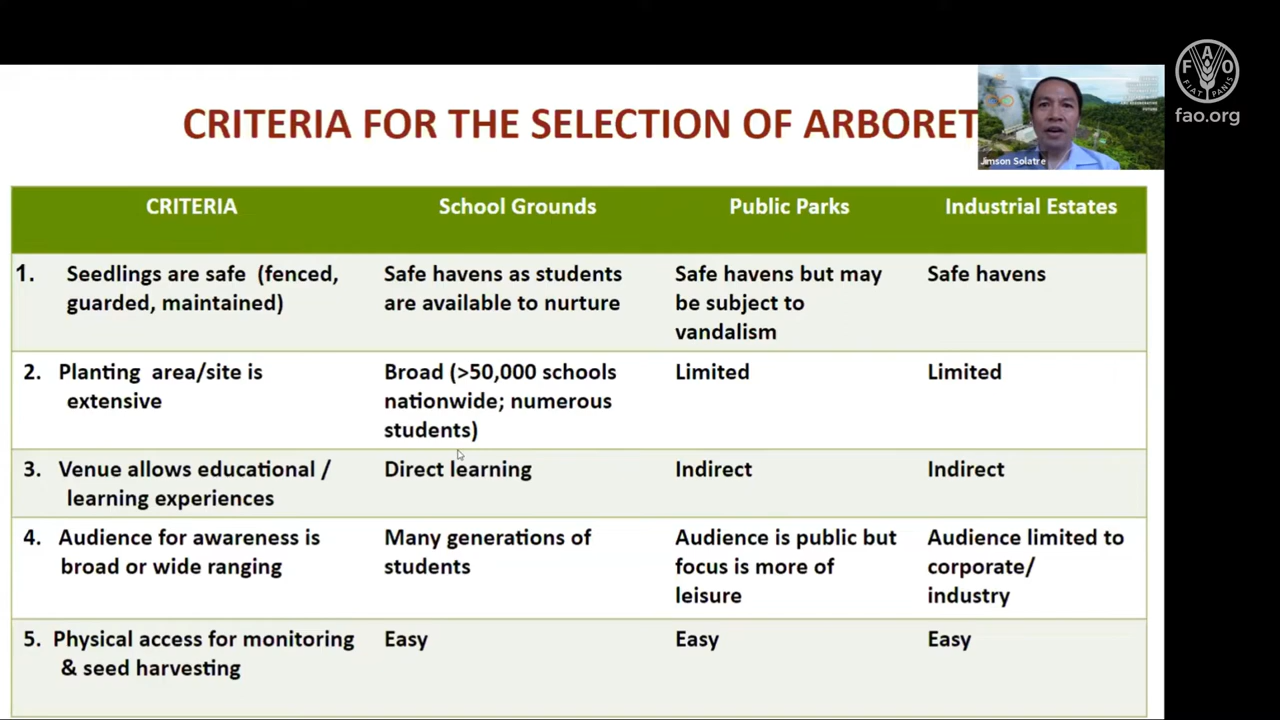 CRITERIA FOR THE SELECTION OF ARBORET
Jimson Solatre
FAO
FIAT PANIS
fao.org
CRITERIA School Grounds Public Parks Industrial Estates
1. Seedlings are safe (fenced,
guarded, maintained)
Safe havens as students
are available to nurture
Safe havens but may
be subject to
vandalism
Safe havens
2. Planting area/site is
extensive
Broad (>50,000 schools
nationwide; numerous
students)
Limited
Limited
3. Venue allows educational /
learning experiences
Direct learning
Indirect
Indirect
4. Audience for awareness is
broad or wide ranging
Many generations of
students
Audience is public but
focus is more of
leisure
Audience limited to
corporate/
industry
5. Physical access for monitoring
& seed harvesting
Easy
Easy
Easy